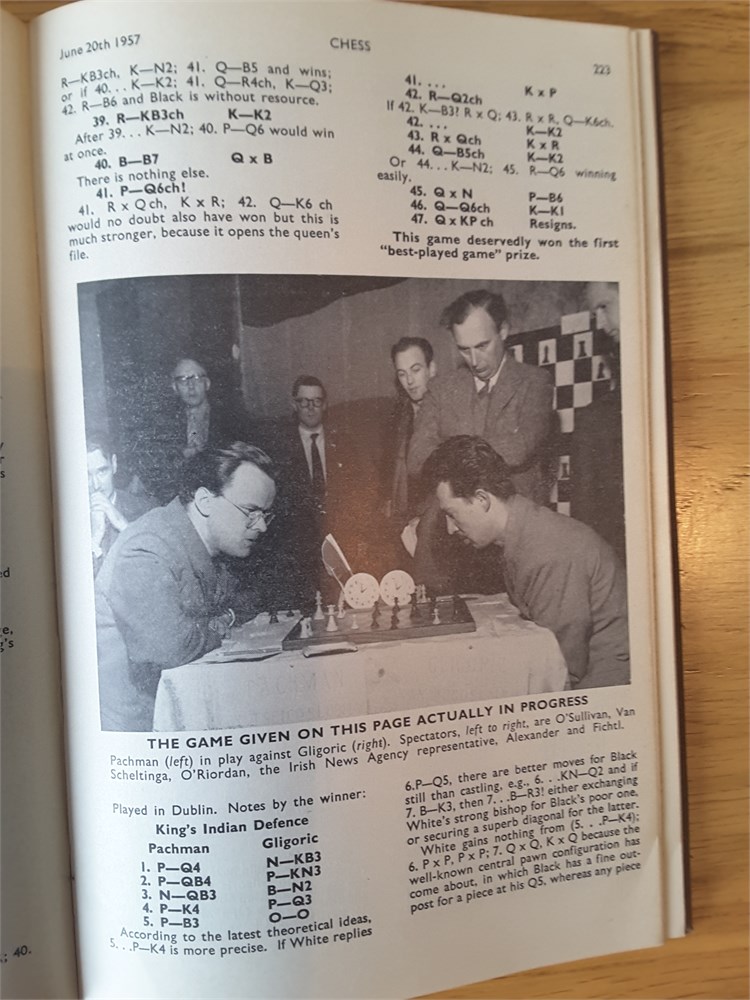 June 20th 1957
CHESS
223
R—KB3ch, K—N2; 41. Q—B5 and wins;
or if 40. . . K—K2; 41. Q—R4ch, K—Q3;
42. R—B6 and Black is without resource.
39. R—KB3ch K—K2
After 39. . . K—N2; 40. P—Q6 would win
at once.
40. B—B7 Q x B
There is nothing else.
41. P—Q6ch!
41. R x Q ch, K x R; 42. Q—K6 ch
would no doubt also have won but this is
much stronger, because it opens the queen's
file.
41. . . . K x P
42. R—Q2ch
If 42. K—B3? R x Q; 43. R x R, Q—K6ch.
42. . . . K—K2
43. R x Qch K x R
44. Q—B5ch K—K2
Or 44. . . K—N2; 45. R—Q6 winning
easily.
45. Q x N P—B6
46. Q—Q6ch K—K1
47. Q x KP ch Resigns.
This game deservedly won the first
"best-played game" prize.
THE GAME GIVEN ON THIS PAGE ACTUALLY IN PROGRESS
Pachman (left) in play against Gligoric (right). Spectators, left to right, are O'Sullivan, Van
Scheltinga, O'Riordan, the Irish News Agency representative, Alexander and Fichtl.
Played in Dublin. Notes by the winner:
King's Indian Defence
Pachman Gligoric
1. P—Q4 N—KB3
2. P—QB4 P—KN3
3. N—QB3 B—N2
4. P—K4 P—Q3
5. P—B3 O—O
According to the latest theoretical ideas,
5. . .P—K4 is more precise. If White replies
6.P—Q5, there are better moves for Black
still than castling, e.g., 6. . .KN—Q2 and if
7. B—K3, then 7. . .B—R3! either exchanging
White's strong bishop for Black's poor one,
or securing a superb diagonal for the latter.
White gains nothing from (5. . .P—K4);
6. P x P, P x P; 7. Q x Q, K x Q because the
well-known central pawn configuration has
come about, in which Black has a fine out-
post for a piece at his Q5, whereas any piece
; 40.